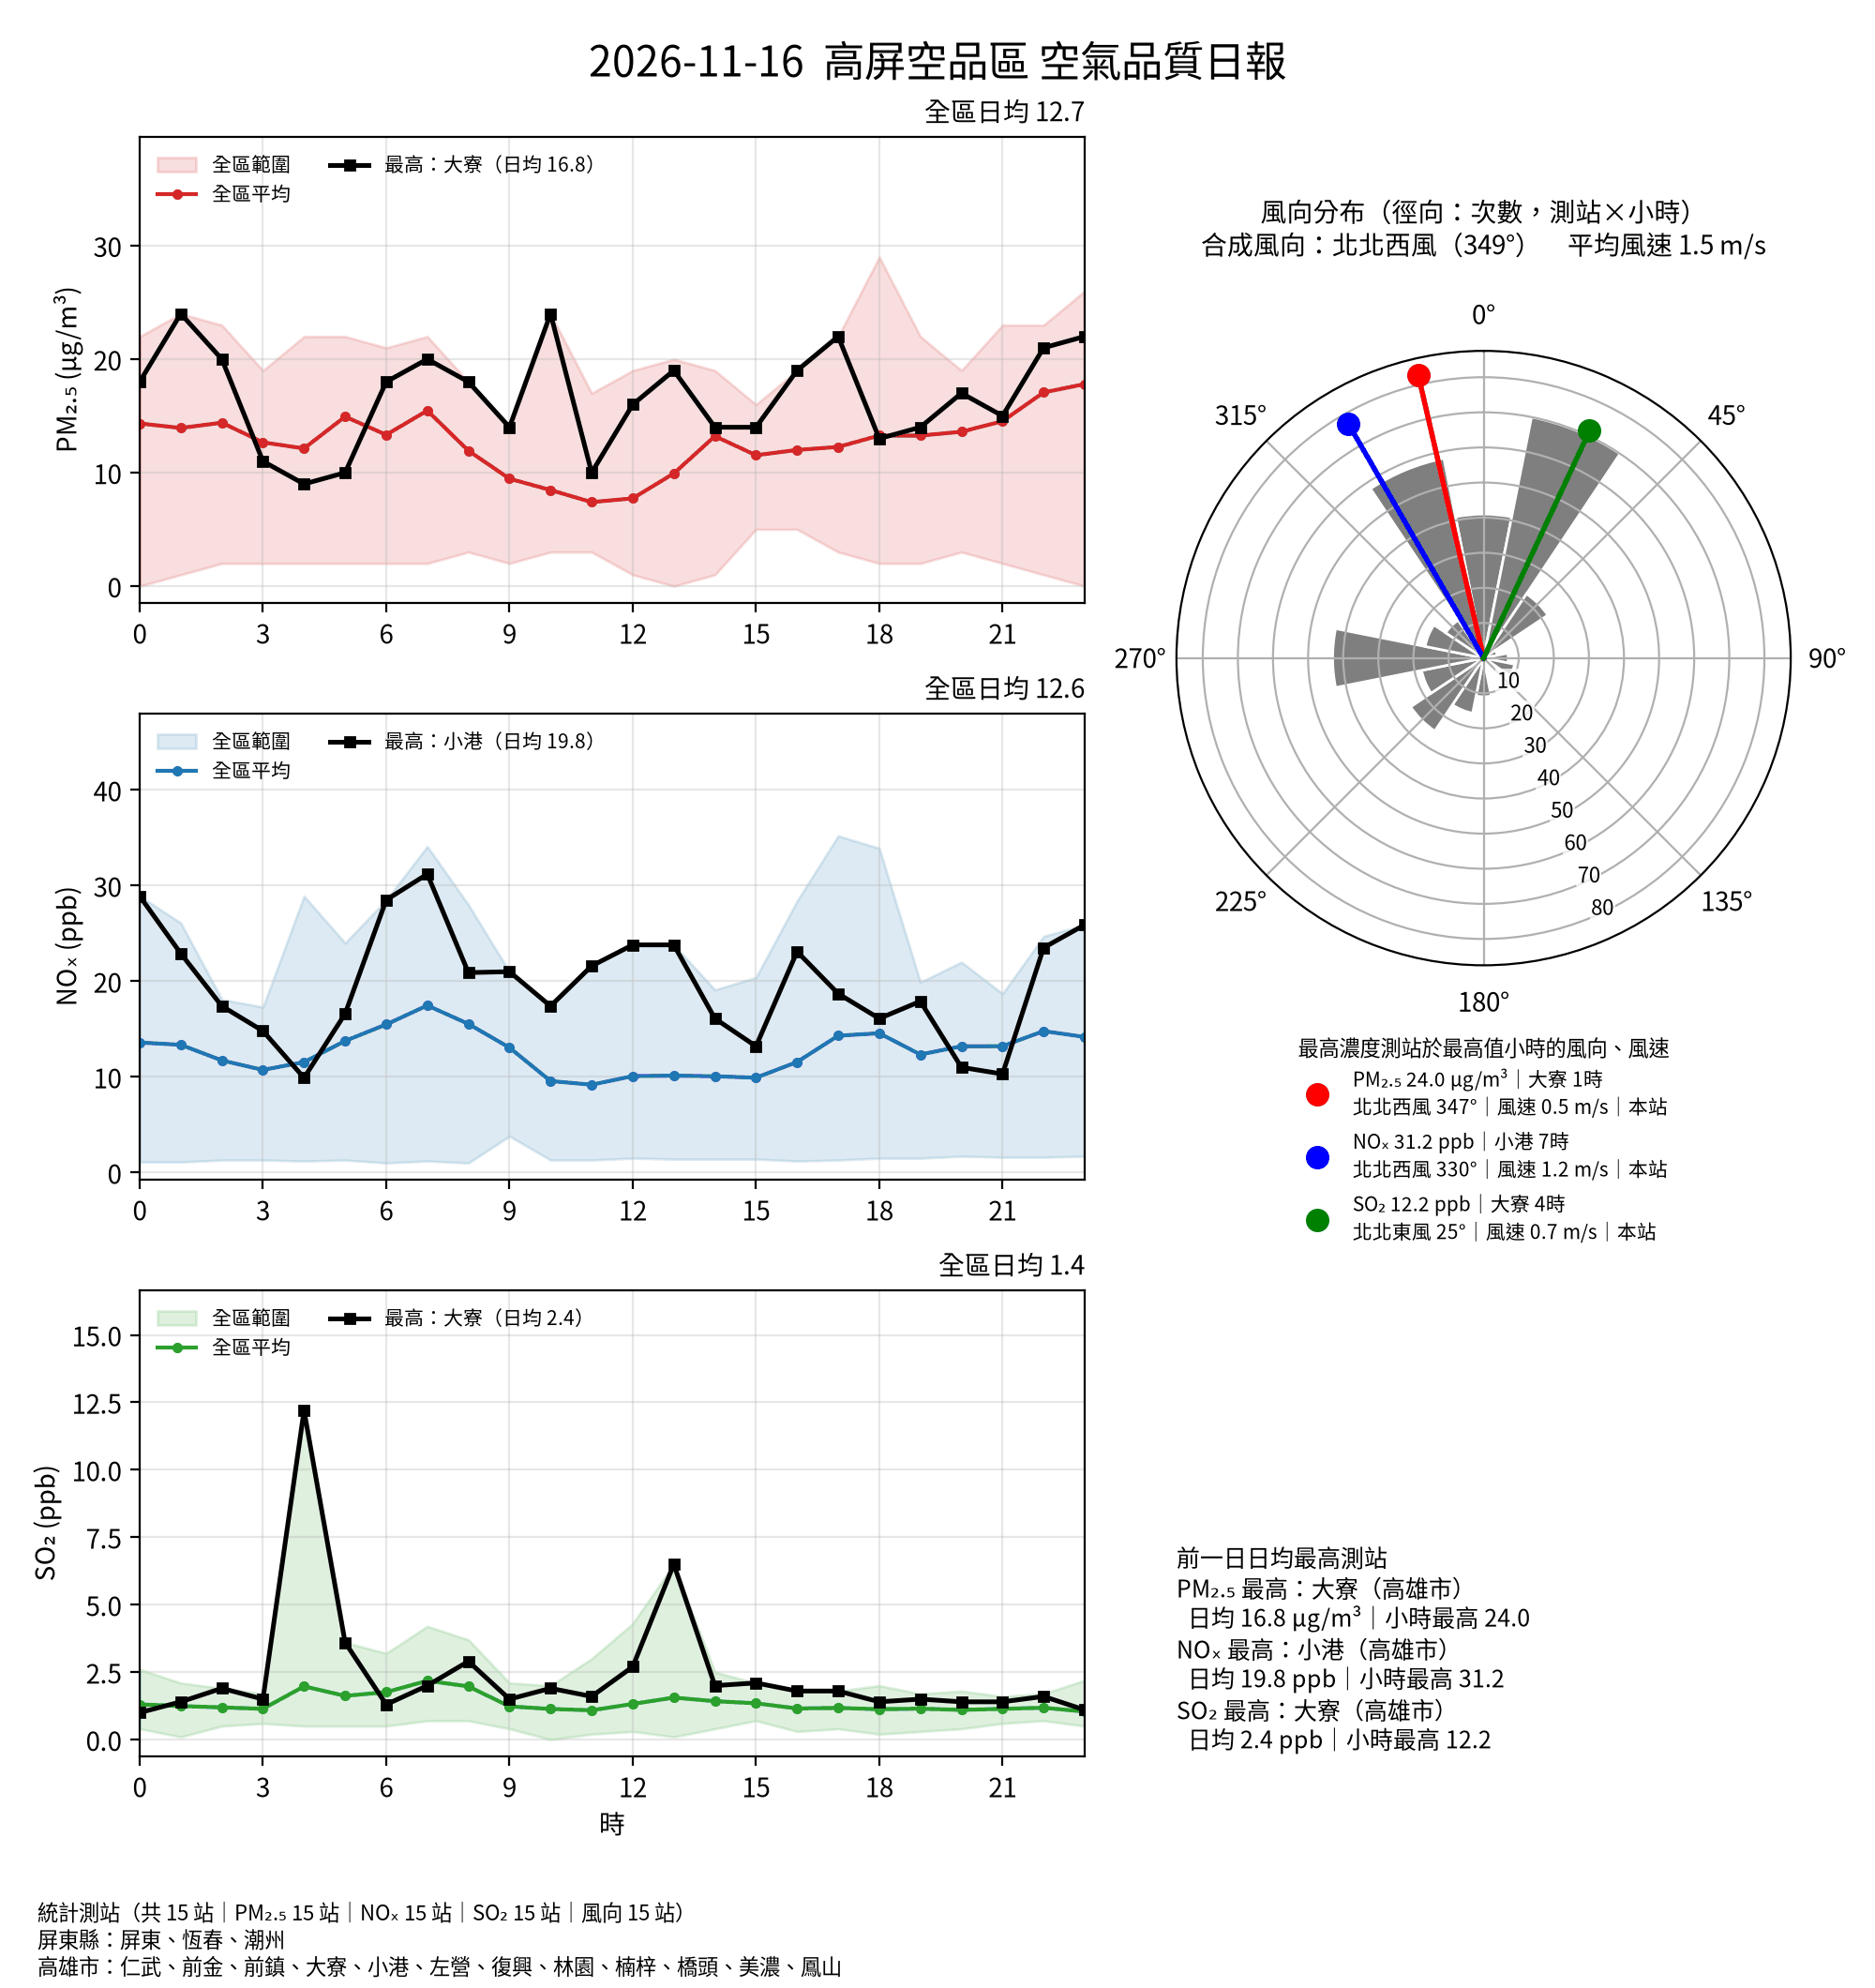 2026-11-16 高屏空品區 空氣品質日報
全區日均 12.7
全區範圍
全區平均
最高：大寮（日均 16.8）
PM₂.₅ (μg/m³)
30
20
10
0
0 3 6 9 12 15 18 21
全區日均 12.6
全區範圍
全區平均
最高：小港（日均 19.8）
NOₓ (ppb)
40
30
20
10
0
0 3 6 9 12 15 18 21
全區日均 1.4
全區範圍
全區平均
最高：大寮（日均 2.4）
SO₂ (ppb)
15.0
12.5
10.0
7.5
5.0
2.5
0.0
0 3 6 9 12 15 18 21
時
風向分布（徑向：次數，測站×小時）
合成風向：北北西風（349°） 平均風速 1.5 m/s
0°
315°
45°
270°
90°
10
20
30
40
50
60
70
80
225°
135°
180°
最高濃度測站於最高值小時的風向、風速
PM₂.₅ 24.0 μg/m³｜大寮 1時
北北西風 347°｜風速 0.5 m/s｜本站
NOₓ 31.2 ppb｜小港 7時
北北西風 330°｜風速 1.2 m/s｜本站
SO₂ 12.2 ppb｜大寮 4時
北北東風 25°｜風速 0.7 m/s｜本站
前一日日均最高測站
PM₂.₅ 最高：大寮（高雄市）
日均 16.8 μg/m³｜小時最高 24.0
NOₓ 最高：小港（高雄市）
日均 19.8 ppb｜小時最高 31.2
SO₂ 最高：大寮（高雄市）
日均 2.4 ppb｜小時最高 12.2
統計測站（共 15 站｜PM₂.₅ 15 站｜NOₓ 15 站｜SO₂ 15 站｜風向 15 站）
屏東縣：屏東、恆春、潮州
高雄市：仁武、前金、前鎮、大寮、小港、左營、復興、林園、楠梓、橋頭、美濃、鳳山